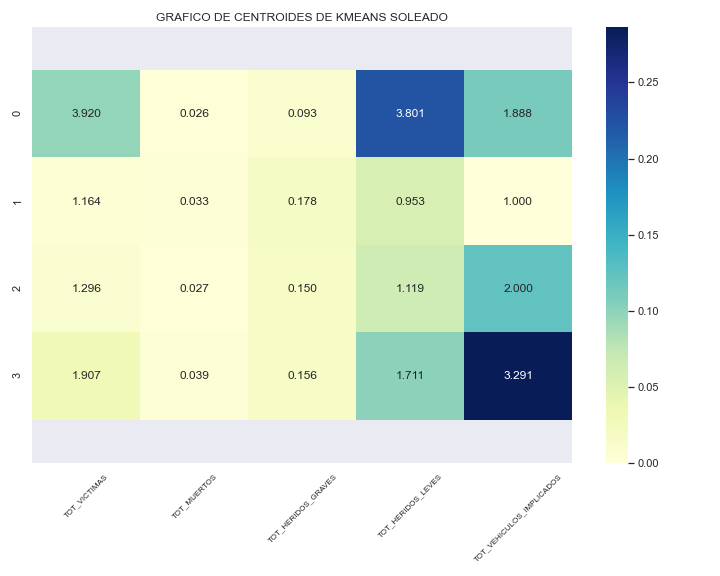 GRAFICO DE CENTROIDES DE KMEANS SOLEADO
0 3.920 0.026 0.093 3.801 1.888
1 1.164 0.033 0.178 0.953 1.000
2 1.296 0.027 0.150 1.119 2.000
3 1.907 0.039 0.156 1.711 3.291
TOT_VICTIMAS TOT_MUERTOS TOT_HERIDOS_GRAVES TOT_HERIDOS_LEVES TOT_VEHICULOS_IMPLICADOS
0.25
0.20
0.15
0.10
0.05
0.00